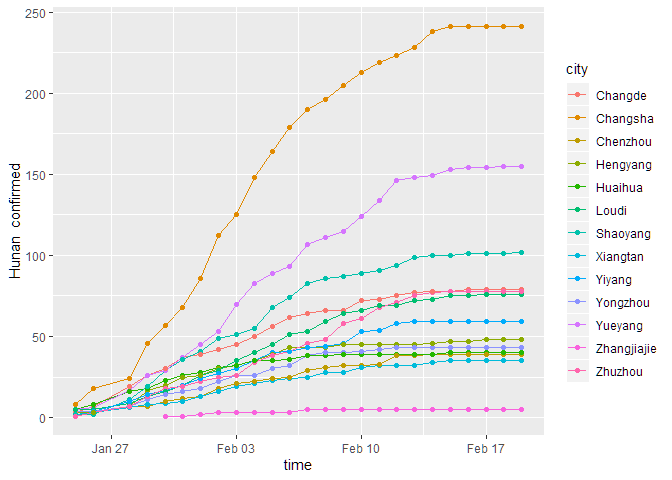 250
200
150
100
50
0
Hunan confirmed
Jan 27 Feb 03 Feb 10 Feb 17
time
city
Changde
Changsha
Chenzhou
Hengyang
Huaihua
Loudi
Shaoyang
Xiangtan
Yiyang
Yongzhou
Yueyang
Zhangjiajie
Zhuzhou